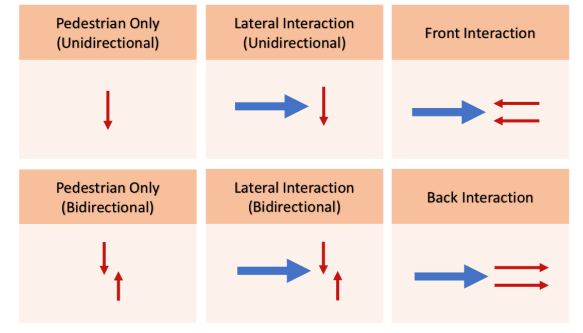 Pedestrian Only
(Unidirectional)
Lateral Interaction
(Unidirectional)
Front Interaction
Pedestrian Only
(Bidirectional)
Lateral Interaction
(Bidirectional)
Back Interaction